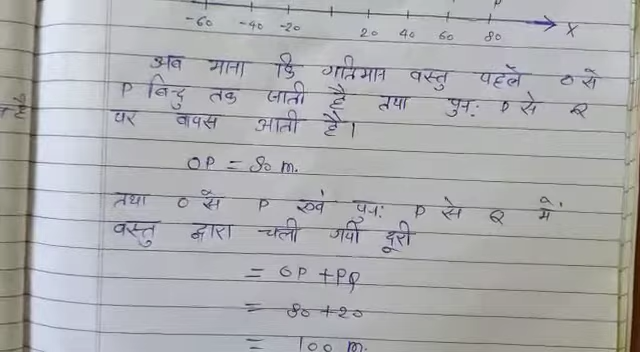 -60 -40 -20 20 40 60 80 X
अब माना कि गतिमान वस्तु पहले O से
P बिन्दु तक जाती है तथा पुन: P से Q
पर वापस आती है।
OP = 80 m.
तथा O से P एवं पुन: P से Q में
वस्तु द्वारा चली गयी दूरी
= OP + PQ
= 80 + 20
= 100 m.